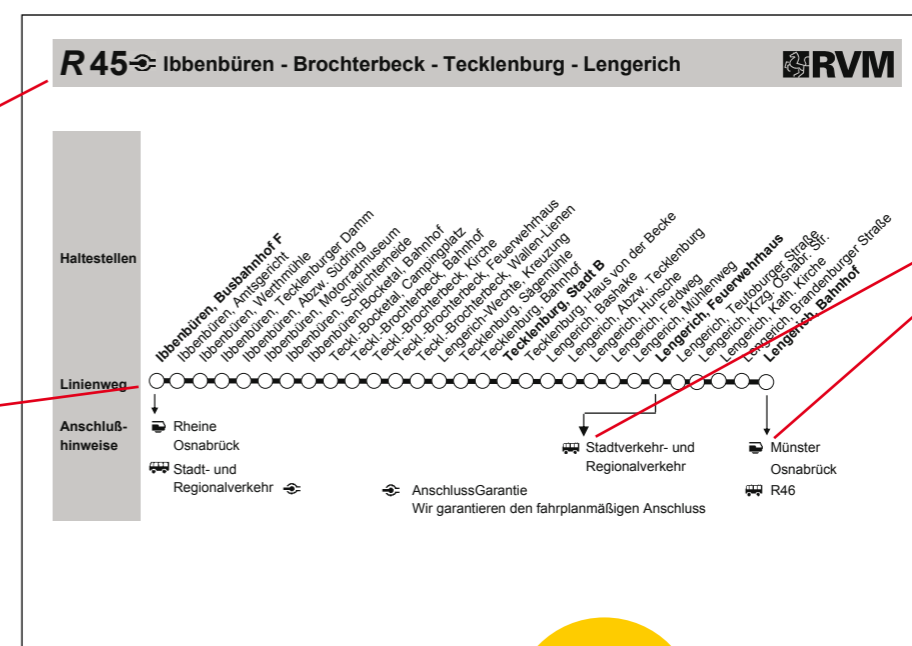 R 45 Ibbenbüren - Brochterbeck - Tecklenburg - Lengerich
RVM
Haltestellen
Ibbenbüren, Busbahnhof F
Ibbenbüren, Amtsgericht
Ibbenbüren, Werthmühle
Ibbenbüren, Tecklenburger Damm
Ibbenbüren, Abzw. Südring
Ibbenbüren, Motorradmuseum
Ibbenbüren, Schlichterheide
Ibbenbüren-Bocketal, Bahnhof
Teckl.-Bocketal, Campingplatz
Teckl.-Brochterbeck, Bahnhof
Teckl.-Brochterbeck, Kirche
Teckl.-Brochterbeck, Feuerwehrhaus
Teckl.-Brochterbeck, Wallen-Lienen
Lengerich-Wechte, Kreuzung
Tecklenburg, Sägemühle
Tecklenburg, Bahnhof
Tecklenburg, Stadt B
Tecklenburg, Haus von der Becke
Lengerich, Bashake
Lengerich, Abzw. Tecklenburg
Lengerich, Hunsche
Lengerich, Feldweg
Lengerich, Mühlenweg
Lengerich, Feuerwehrhaus
Lengerich, Teutoburger Straße
Lengerich, Krzg. Osnabr. Str.
Lengerich, Kath. Kirche
Lengerich, Brandenburger Straße
Lengerich, Bahnhof
Linienweg
Anschluß-
hinweise
Rheine
Osnabrück
Stadt- und
Regionalverkehr
AnschlussGarantie
Wir garantieren den fahrplanmäßigen Anschluss
Stadtverkehr- und
Regionalverkehr
Münster
Osnabrück
R46